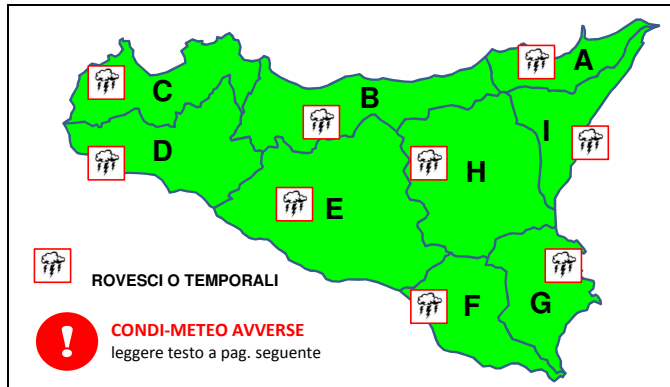 A
C
B
I
D
H
E
F
G
ROVESCI O TEMPORALI
!
CONDI-METEO AVVERSE
leggere testo a pag. seguente